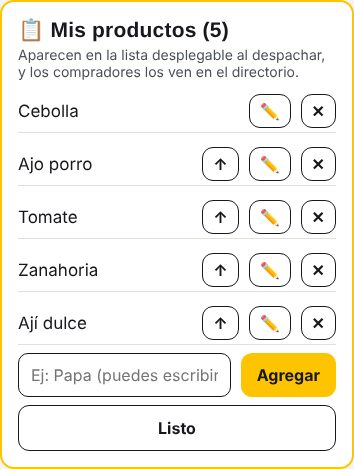 📋 Mis productos (5)
Aparecen en la lista desplegable al despachar,
y los compradores los ven en el directorio.
Cebolla ✏️ ✕
Ajo porro ↑ ✏️ ✕
Tomate ↑ ✏️ ✕
Zanahoria ↑ ✏️ ✕
Ají dulce ↑ ✏️ ✕
Ej: Papa (puedes escribir Agregar
Listo